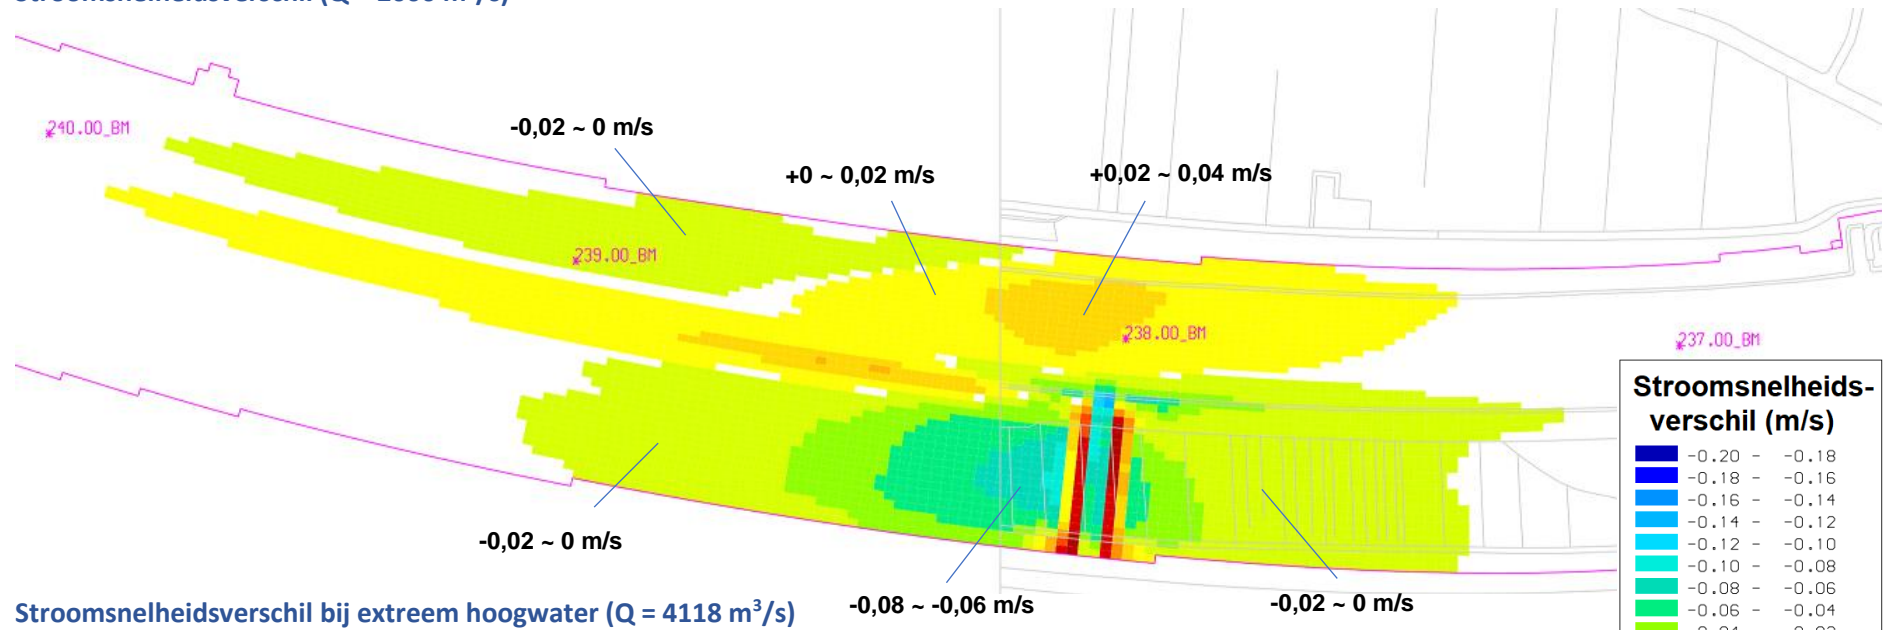 Stroomsnelheidsverschil (Q
240.00_BM
-0,02 ~ 0 m/s
+0 ~ 0,02 m/s
+0,02 ~ 0,04 m/s
239.00_BM
238.00_BM
237.00_BM
Stroomsnelheids-
verschil (m/s)
-0.20 - -0.18
-0.18 - -0.16
-0.16 - -0.14
-0.14 - -0.12
-0.12 - -0.10
-0.10 - -0.08
-0.08 - -0.06
-0.06 - -0.04
-0,02 ~ 0 m/s
-0,08 ~ -0,06 m/s
-0,02 ~ 0 m/s
Stroomsnelheidsverschil bij extreem hoogwater (Q = 4118 m³/s)